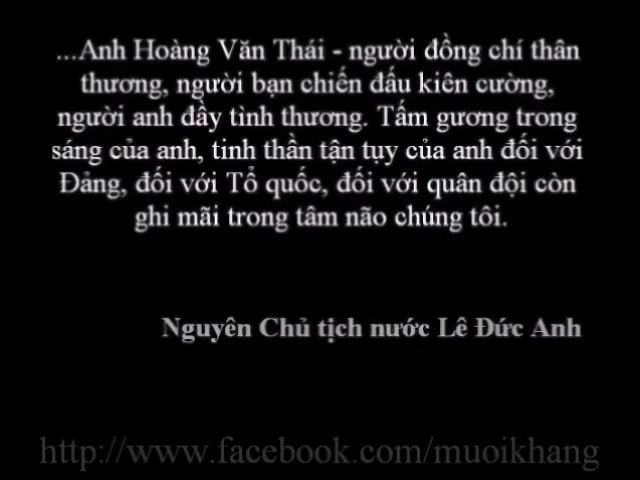 ...Anh Hoàng Văn Thái - người đồng chí thân
thương, người bạn chiến đấu kiên cường,
người anh đầy tình thương. Tấm gương trong
sáng của anh, tinh thần tận tụy của anh đối với
Đảng, đối với Tổ quốc, đối với quân đội còn
ghi mãi trong tâm não chúng tôi.
Nguyên Chủ tịch nước Lê Đức Anh
http://www.facebook.com/muoikhang